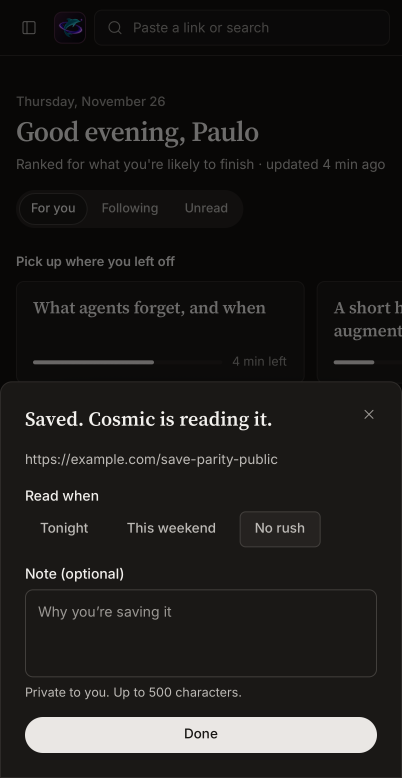 Paste a link or search
Thursday, November 26
Good evening, Paulo
Ranked for what you're likely to finish · updated 4 min ago
For you
Following
Unread
Pick up where you left off
What agents forget, and when
4 min left
A short h
augment
Saved. Cosmic is reading it.
https://example.com/save-parity-public
Read when
Tonight
This weekend
No rush
Note (optional)
Why you’re saving it
Private to you. Up to 500 characters.
Done